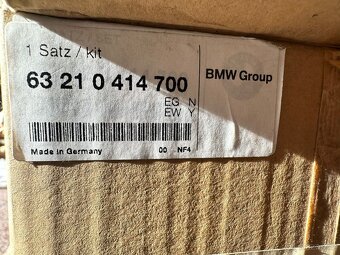 1 Satz / kit
63 21 0 414 700
BMW Group
EG N
EW Y
Made in Germany 00 NF4